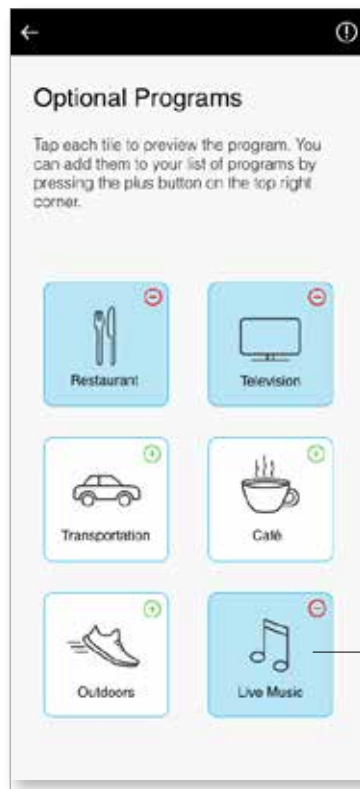 Optional Programs
Tap each tile to preview the program. You
can add them to your list of programs by
pressing the plus button on the top right
corner.
Restaurant
Television
Transportation
Café
Outdoors
Live Music